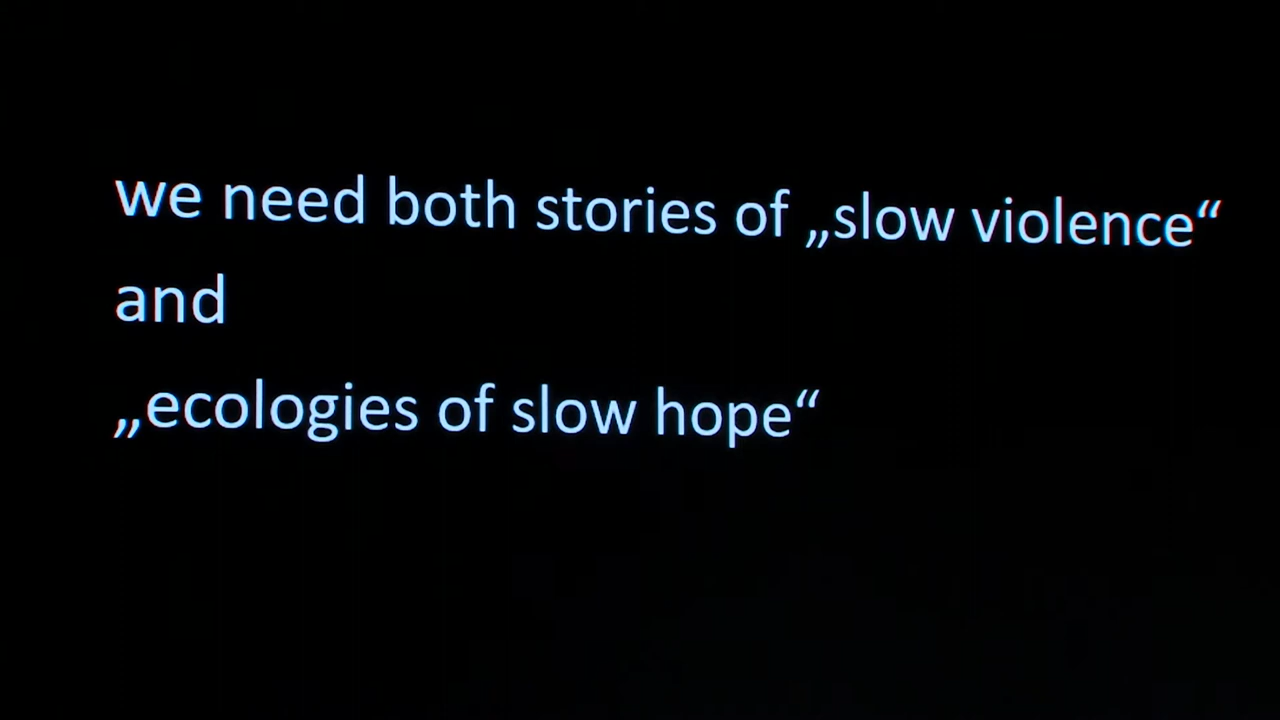 we need both stories of „slow violence“
and
„ecologies of slow hope“